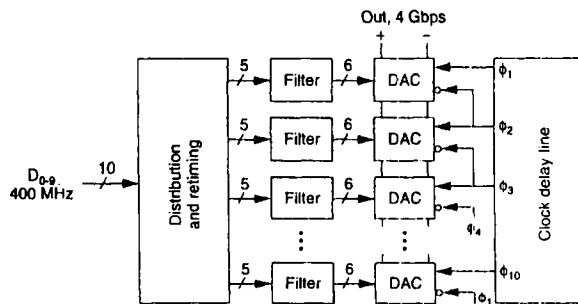 Out, 4 Gbps
+ −
5 Filter 6 DAC ϕ1
5 Filter 6 DAC ϕ2
D0-9 10
400 MHz
Distribution
and retiming
5 Filter 6 DAC ϕ3
ϕ4
5 Filter 6 DAC ϕ10
ϕ1
Clock delay line